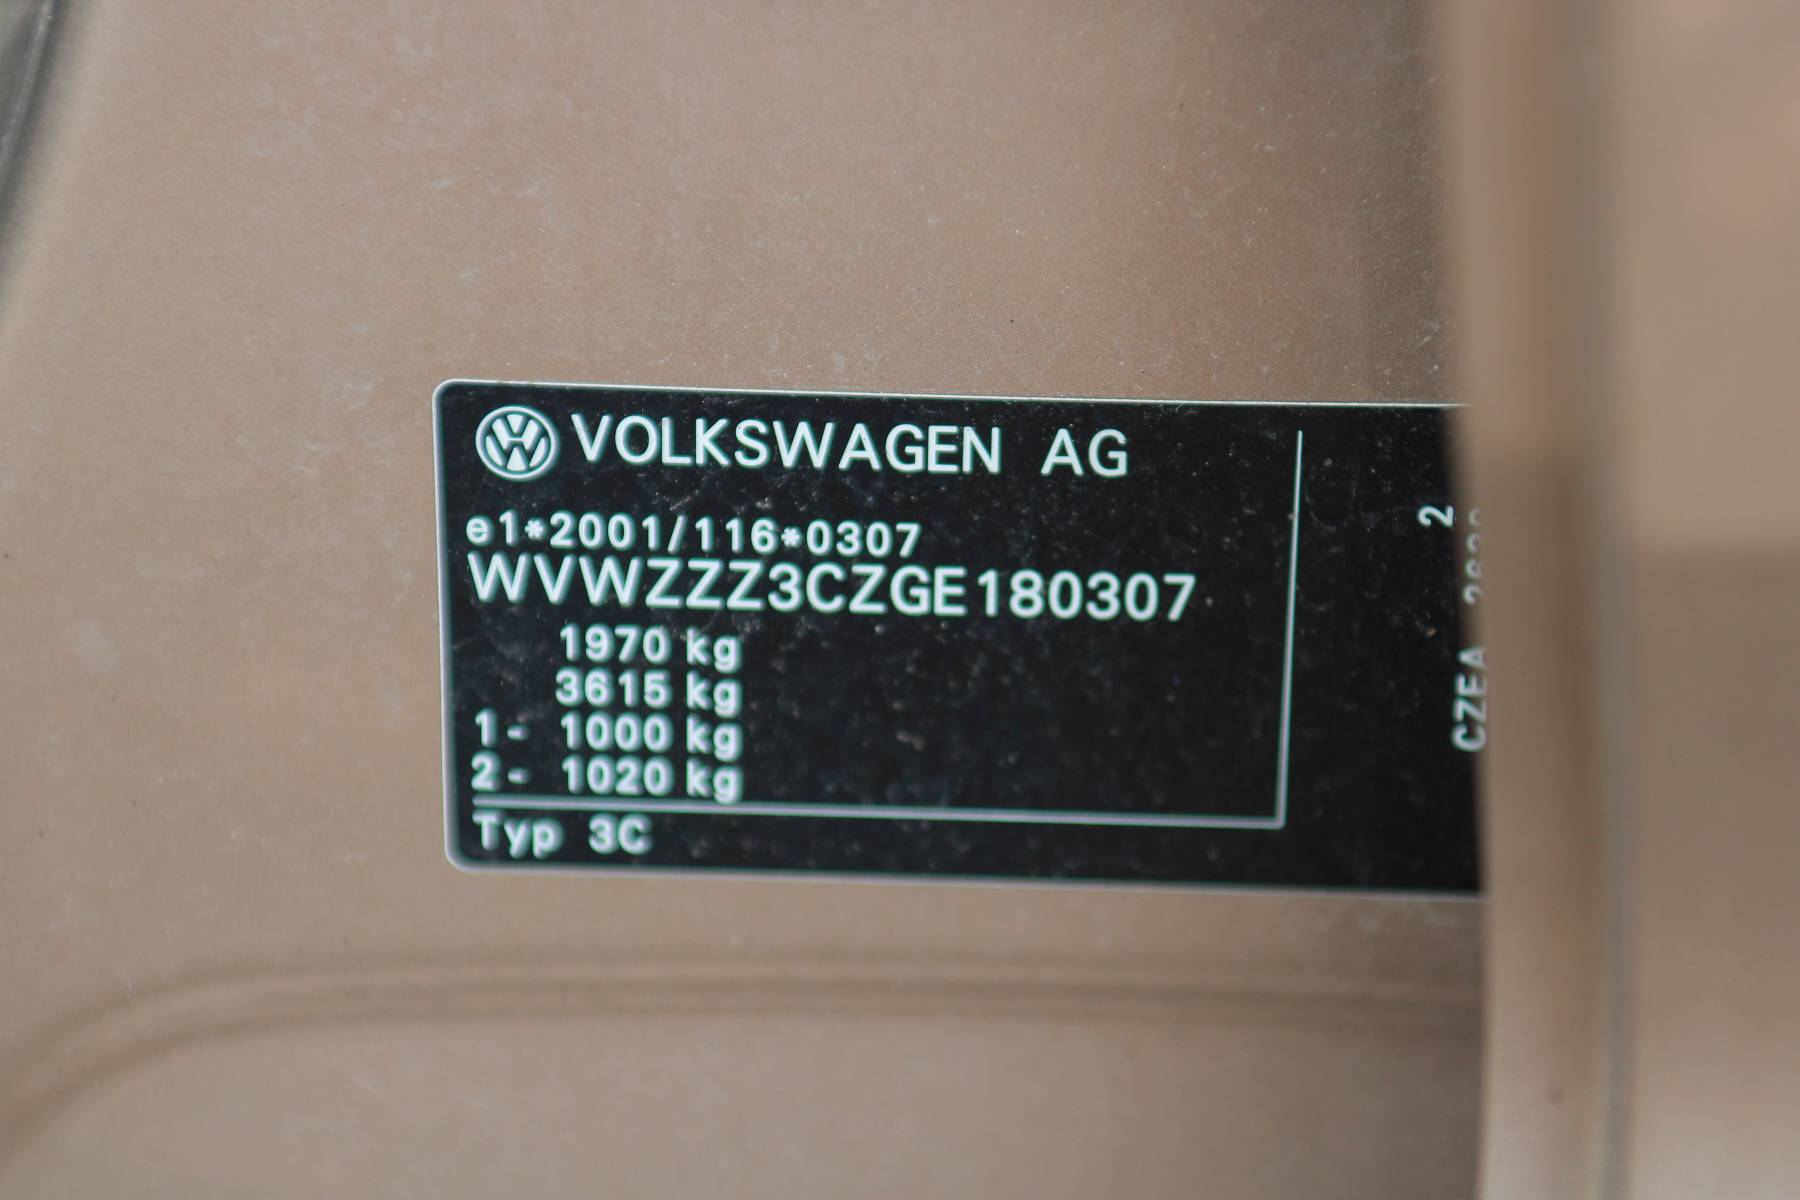 VOLKSWAGEN AG
e1*2001/116*0307
WVWZZZ3CZGE180307
1970 kg
3615 kg
1- 1000 kg
2- 1020 kg
Typ 3C
2
CZEA